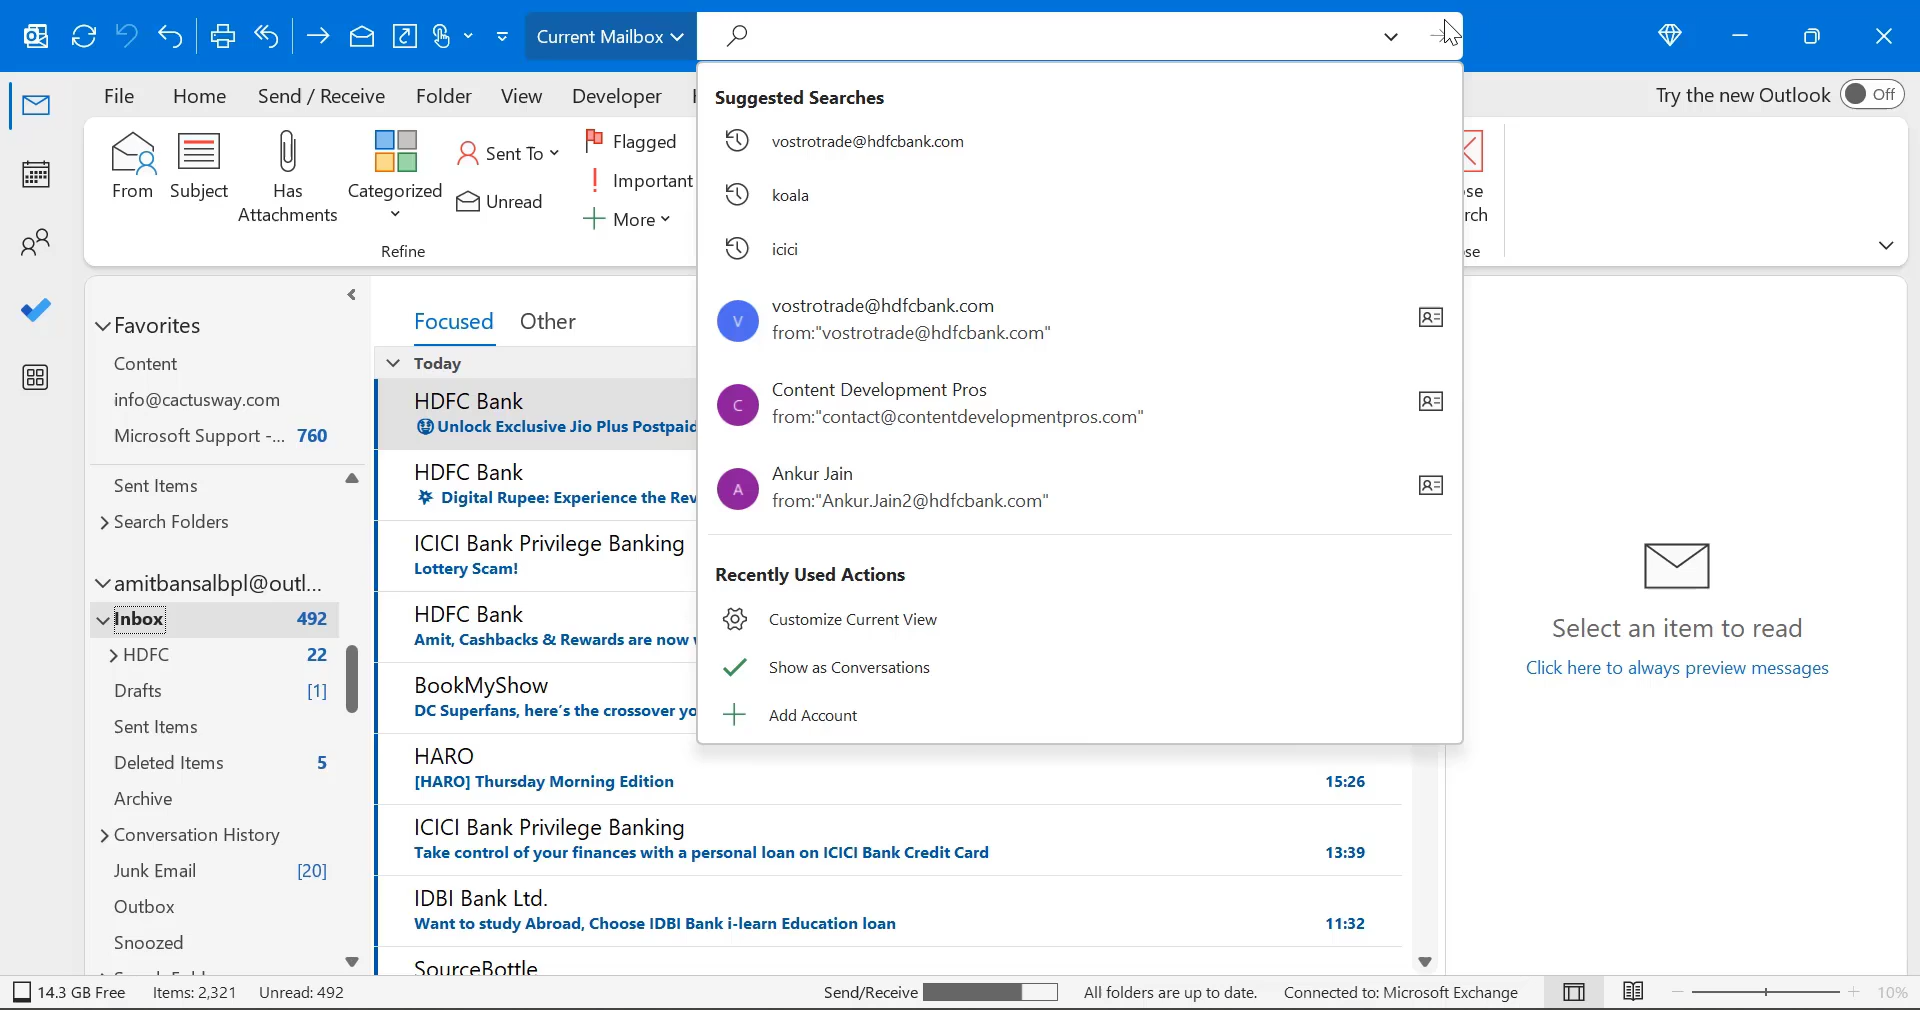 Current Mailbox
File Home Send / Receive Folder View Developer
Try the new Outlook Off
From
Subject
Has
Attachments
Categorized
Sent To
Unread
Flagged
Important
More
Refine
Favorites
Content
info@cactusway.com
Microsoft Support -... 760
Sent Items
Search Folders
amitbansalbpl@outl...
Inbox 492
HDFC 22
Drafts [1]
Sent Items
Deleted Items 5
Archive
Conversation History
Junk Email [20]
Outbox
Snoozed
Focused Other
Today
HDFC Bank
Unlock Exclusive Jio Plus Postpaid
HDFC Bank
Digital Rupee: Experience the Rev
ICICI Bank Privilege Banking
Lottery Scam!
HDFC Bank
Amit, Cashbacks & Rewards are now
BookMyShow
DC Superfans, here's the crossover yo
HARO
[HARO] Thursday Morning Edition 15:26
ICICI Bank Privilege Banking
Take control of your finances with a personal loan on ICICI Bank Credit Card 13:39
IDBI Bank Ltd.
Want to study Abroad, Choose IDBI Bank i-learn Education loan 11:32
SourceBottle
Suggested Searches
vostrotrade@hdfcbank.com
koala
icici
V
vostrotrade@hdfcbank.com
from:"vostrotrade@hdfcbank.com"
C
Content Development Pros
from:"contact@contentdevelopmentpros.com"
A
Ankur Jain
from:"Ankur.Jain2@hdfcbank.com"
Recently Used Actions
Customize Current View
Show as Conversations
Add Account
se
rch
se
Select an item to read
Click here to always preview messages
14.3 GB Free Items: 2,321 Unread: 492 Send/Receive All folders are up to date. Connected to: Microsoft Exchange 10%